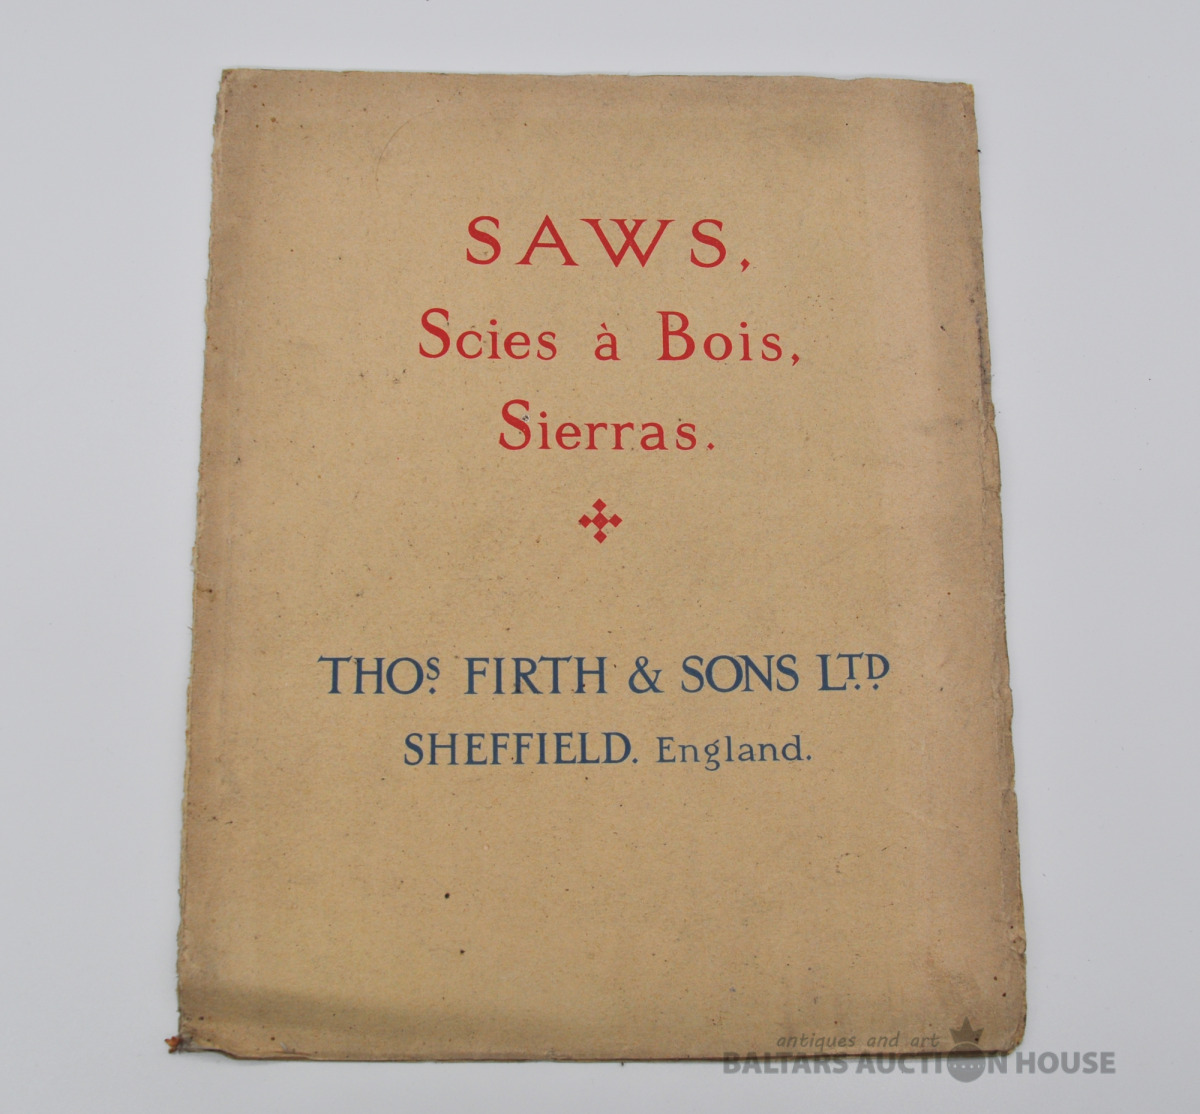 SAWS,
Scies à Bois,
Sierras.
THOS. FIRTH & SONS LTD.
SHEFFIELD. England.
antiques and art
BALTARS AUCTION HOUSE